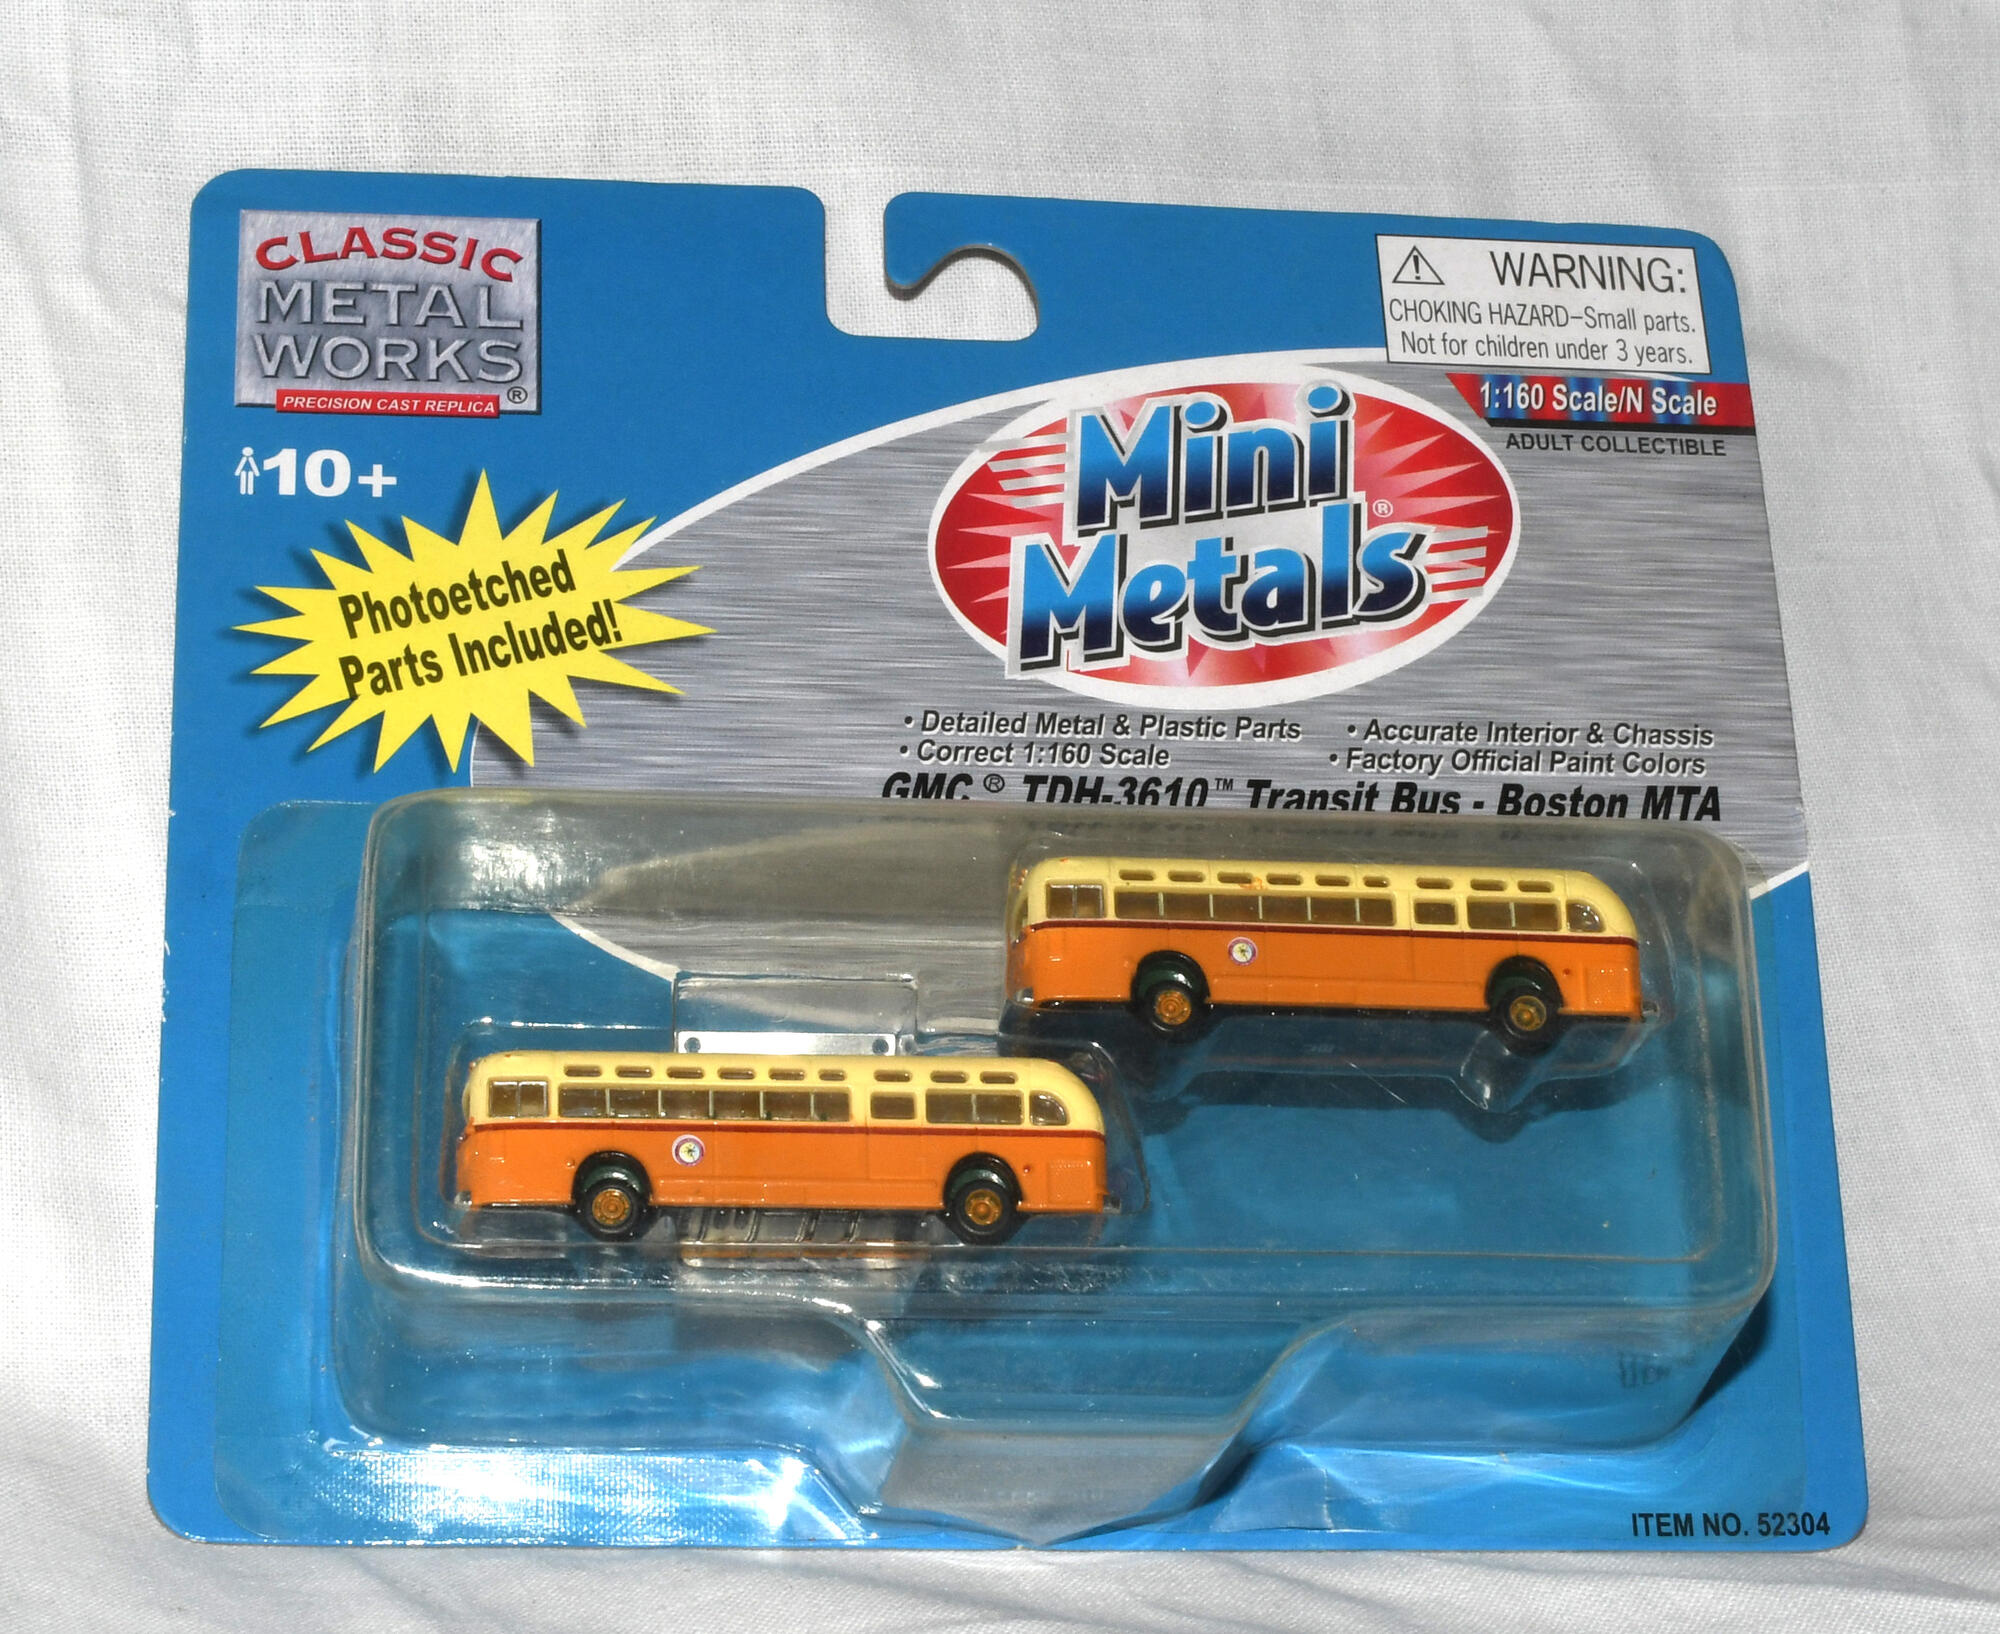 CLASSIC
METAL
WORKS
®
PRECISION CAST REPLICA
10+
Photoetched
Parts Included!
WARNING:
CHOKING HAZARD–Small parts.
Not for children under 3 years.
1:160 Scale/N Scale
ADULT COLLECTIBLE
Mini
Metals®
• Detailed Metal & Plastic Parts
• Accurate Interior & Chassis
• Correct 1:160 Scale
• Factory Official Paint Colors
GMC® TDH-3610™ Transit Bus - Boston MTA
ITEM NO. 52304